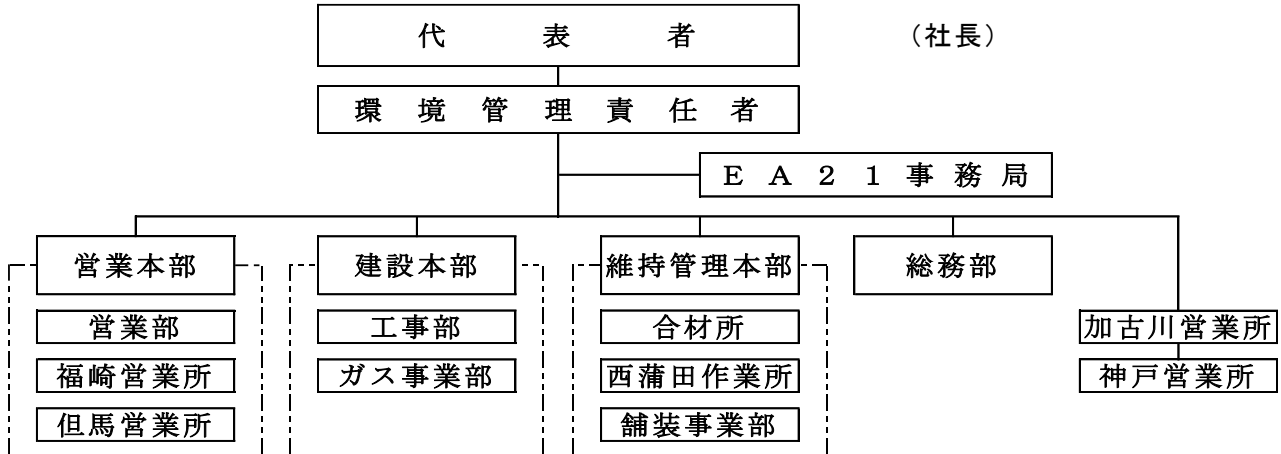 代表者 (社長)
環境管理責任者
EA21事務局
営業本部 建設本部 維持管理本部 総務部
営業部 工事部 合材所 加古川営業所
福崎営業所 ガス事業部 西蒲田作業所 神戸営業所
但馬営業所 舗装事業部